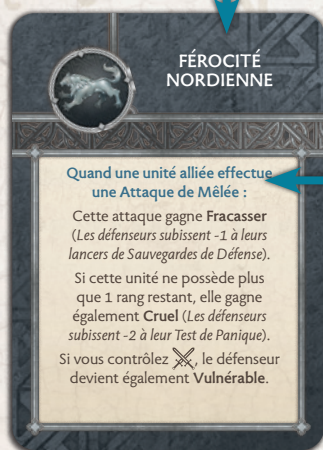 FÉROCITÉ
NORDIENNE
Quand une unité alliée effectue
une Attaque de Mêlée :
Cette attaque gagne Fracasser
(Les défenseurs subissent -1 à leurs
lancers de Sauvegardes de Défense).
Si cette unité ne possède plus
que 1 rang restant, elle gagne
également Cruel (Les défenseurs
subissent -2 à leur Test de Panique).
Si vous contrôlez , le défenseur
devient également Vulnérable.